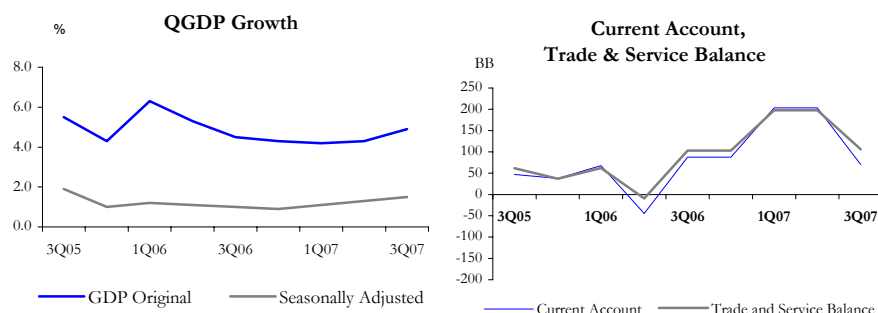 QGDP Growth
%
8.0
6.0
4.0
2.0
0.0
3Q05 1Q06 3Q06 1Q07 3Q07
GDP Original Seasonally Adjusted
Current Account,
Trade & Service Balance
BB
250
200
150
100
50
0
-50
-100
-150
-200
3Q05 1Q06 3Q06 1Q07 3Q07
Current Account Trade and Service Balance